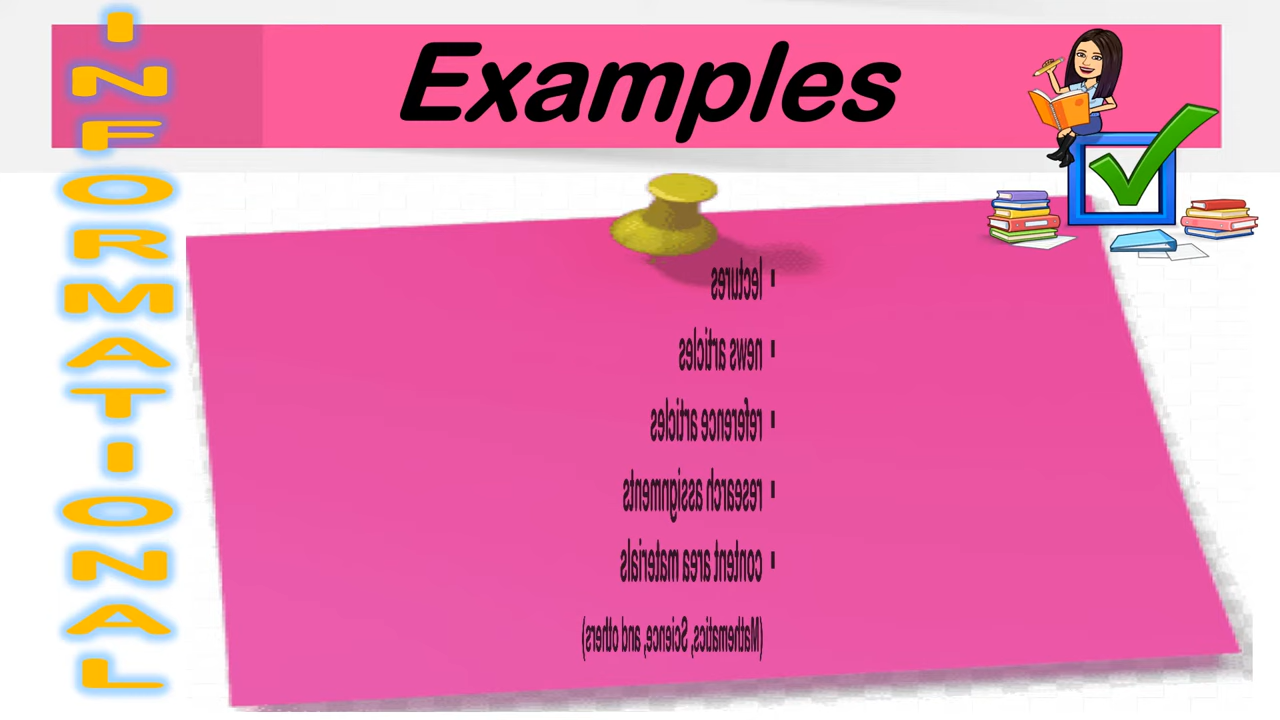 INFORMATIONAL
Examples
▪ lectures
▪ news articles
▪ reference articles
▪ research assignments
▪ content area materials
(Mathematics, Science, and others)